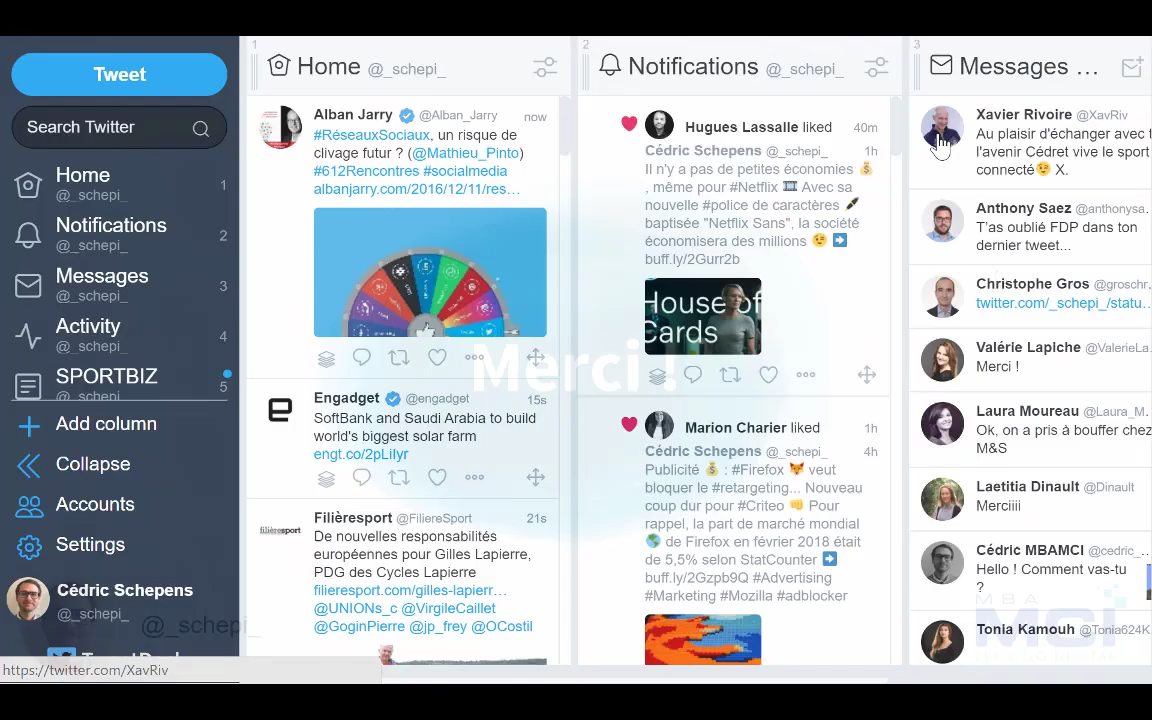 Tweet
Search Twitter
Home
@_schepi_
1
Notifications
@_schepi_
2
Messages
@_schepi_
3
Activity
@_schepi_
4
SPORTBIZ
@_schepi_
5
Add column
Collapse
Accounts
Settings
Cédric Schepens
@_schepi_
@_schepi_
https://twitter.com/XavRiv
1
Home @_schepi_
Alban Jarry @Alban_Jarry now
#RéseauxSociaux, un risque de
clivage futur ? (@Mathieu_Pinto)
#612Rencontres #socialmedia
albanjarry.com/2016/12/11/res…
Engadget @engadget 15s
SoftBank and Saudi Arabia to build
world's biggest solar farm
engt.co/2pLiIyr
filièresport
Filièresport @FiliereSport 21s
De nouvelles responsabilités
européennes pour Gilles Lapierre,
PDG des Cycles Lapierre
filieresport.com/gilles-lapierr…
@UNIONs_c @VirgileCaillet
@GoginPierre @jp_frey @OCostil
Merci !
2
Notifications @_schepi_
Hugues Lassalle liked 40m
Cédric Schepens @_schepi_ 1h
Il n'y a pas de petites économies 💰
, même pour #Netflix 🎞 Avec sa
nouvelle #police de caractères 🖋
baptisée "Netflix Sans", la société
économisera des millions 😉 ➡
buff.ly/2Gurr2b
House of
Cards
Marion Charier liked 1h
Cédric Schepens @_schepi_ 4h
Publicité 💰 : #Firefox 🦊 veut
bloquer le #retargeting... Nouveau
coup dur pour #Criteo 👊 Pour
rappel, la part de marché mondial
🌎 de Firefox en février 2018 était
de 5,5% selon StatCounter ➡
buff.ly/2Gzpb9Q #Advertising
#Marketing #Mozilla #adblocker
3
Messages ...
Xavier Rivoire @XavRiv
Au plaisir d'échanger avec t
l'avenir Cédret vive le sport
connecté😉 X.
Anthony Saez @anthonysa..
T'as oublié FDP dans ton
dernier tweet...
Christophe Gros @groschr..
twitter.com/_schepi_/statu..
Valérie Lapiche @ValerieLa..
Merci !
Laura Moureau @Laura_M..
Ok, on a pris à bouffer chez
M&S
Laetitia Dinault @Dinault
Merciiii
Cédric MBAMCI @cedric_...
Hello ! Comment vas-tu
?
Tonia Kamouh @Tonia624K
MBA
MCI